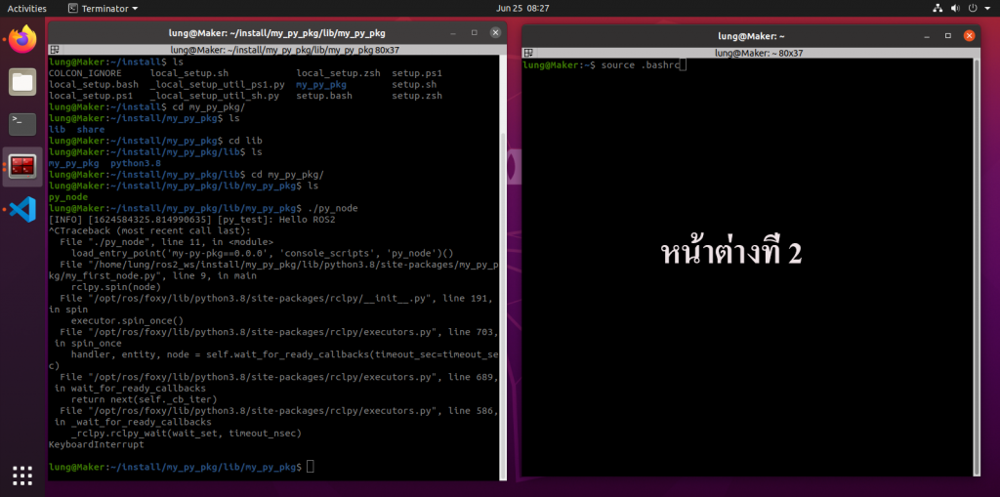 Activities
Terminator
Jun 25 08:27
lung@Maker: ~/install/my_py_pkg/lib/my_py_pkg
lung@Maker: ~/install/my_py_pkg/lib/my_py_pkg 80x37
lung@Maker:~/install$ ls
COLCON_IGNORE local_setup.sh local_setup.zsh setup.ps1
local_setup.bash _local_setup_util_ps1.py my_py_pkg setup.sh
local_setup.ps1 _local_setup_util_sh.py setup.bash setup.zsh
lung@Maker:~/install$ cd my_py_pkg/
lung@Maker:~/install/my_py_pkg$ ls
lib share
lung@Maker:~/install/my_py_pkg$ cd lib
lung@Maker:~/install/my_py_pkg/lib$ ls
my_py_pkg python3.8
lung@Maker:~/install/my_py_pkg/lib$ cd my_py_pkg/
lung@Maker:~/install/my_py_pkg/lib/my_py_pkg$ ls
py_node
lung@Maker:~/install/my_py_pkg/lib/my_py_pkg$ ./py_node
[INFO] [1624584325.814990635] [py_test]: Hello ROS2
^CTraceback (most recent call last):
File "./py_node", line 11, in <module>
load_entry_point('my-py-pkg==0.0.0', 'console_scripts', 'py_node')()
File "/home/lung/ros2_ws/install/my_py_pkg/lib/python3.8/site-packages/my_py_p
kg/my_first_node.py", line 9, in main
rclpy.spin(node)
File "/opt/ros/foxy/lib/python3.8/site-packages/rclpy/__init__.py", line 191,
in spin
executor.spin_once()
File "/opt/ros/foxy/lib/python3.8/site-packages/rclpy/executors.py", line 703,
in spin_once
handler, entity, node = self.wait_for_ready_callbacks(timeout_sec=timeout_se
c)
File "/opt/ros/foxy/lib/python3.8/site-packages/rclpy/executors.py", line 689,
in wait_for_ready_callbacks
return next(self._cb_iter)
File "/opt/ros/foxy/lib/python3.8/site-packages/rclpy/executors.py", line 586,
in _wait_for_ready_callbacks
_rclpy.rclpy_wait(wait_set, timeout_nsec)
KeyboardInterrupt
lung@Maker:~/install/my_py_pkg/lib/my_py_pkg$
lung@Maker: ~
lung@Maker: ~ 80x37
lung@Maker:~$ source .bashrc
หน้าต่างที่ 2